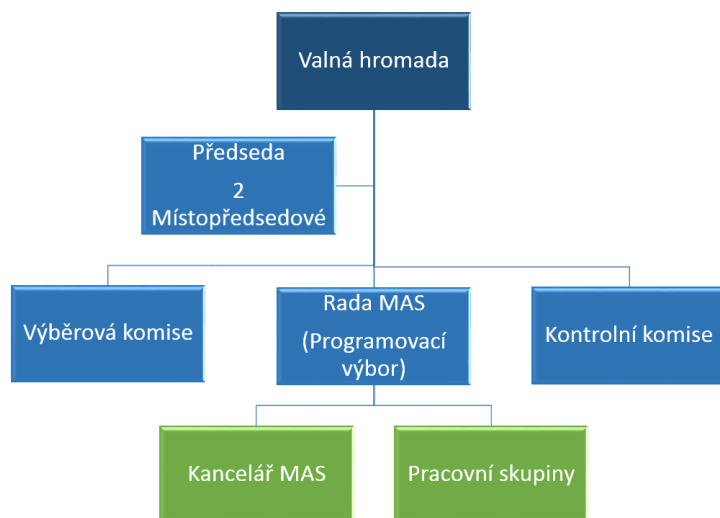 Valná hromada
Předseda
2
Místopředsedové
Výběrová komise
Rada MAS
(Programovací
výbor)
Kontrolní komise
Kancelář MAS
Pracovní skupiny